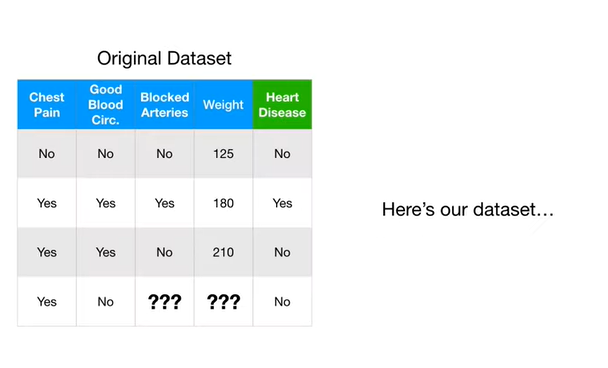 Original Dataset
Chest Pain Good Blood Circ. Blocked Arteries Weight Heart Disease
No No No 125 No
Yes Yes Yes 180 Yes
Yes Yes No 210 No
Yes No ??? ??? No
Here's our dataset…